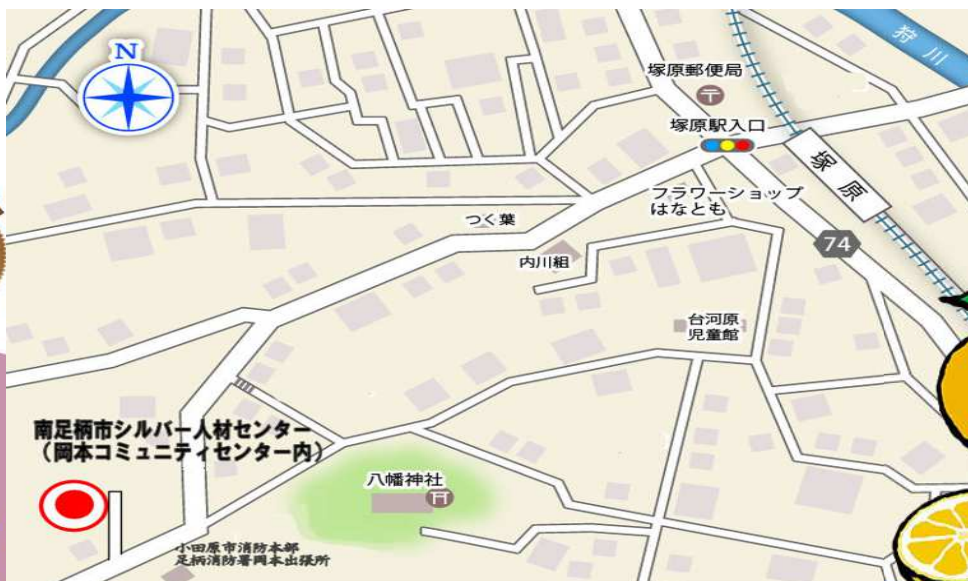 N
狩川
塚原郵便局
〒
塚原駅入口
塚原
フラワーショップ
はなとも
つく葉
74
内川組
台河原
児童館
南足柄市シルバー人材センター
（岡本コミュニティセンター内）
八幡神社
小田原市消防本部
足柄消防署岡本出張所